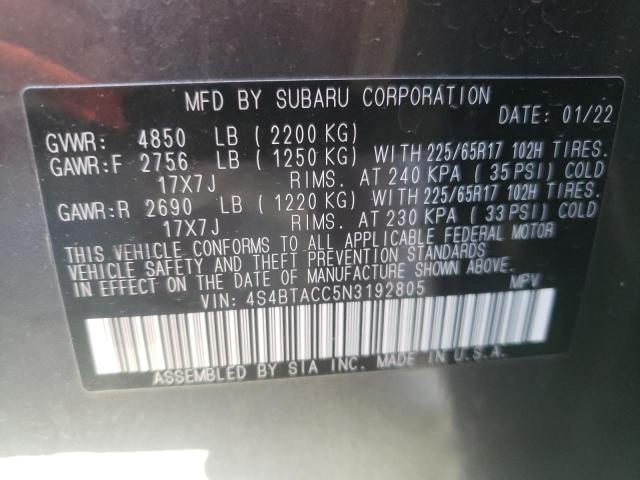 MFD BY SUBARU CORPORATION
DATE: 01/22
GVWR: 4850 LB (2200 KG)
GAWR:F 2756 LB (1250 KG) WITH 225/65R17 102H TIRES.
17X7J RIMS. AT 240 KPA (35PSI) COLD
GAWR:R 2690 LB (1220 KG) WITH 225/65R17 102H TIRES.
17X7J RIMS. AT 230 KPA (33PSI) COLD
THIS VEHICLE CONFORMS TO ALL APPLICABLE FEDERAL MOTOR
VEHICLE SAFETY AND THEFT PREVENTION STANDARDS
IN EFFECT ON THE DATE OF MANUFACTURE SHOWN ABOVE.
VIN: 4S4BTACC5N3192805 MPV
ASSEMBLED BY SIA INC. MADE IN U.S.A.